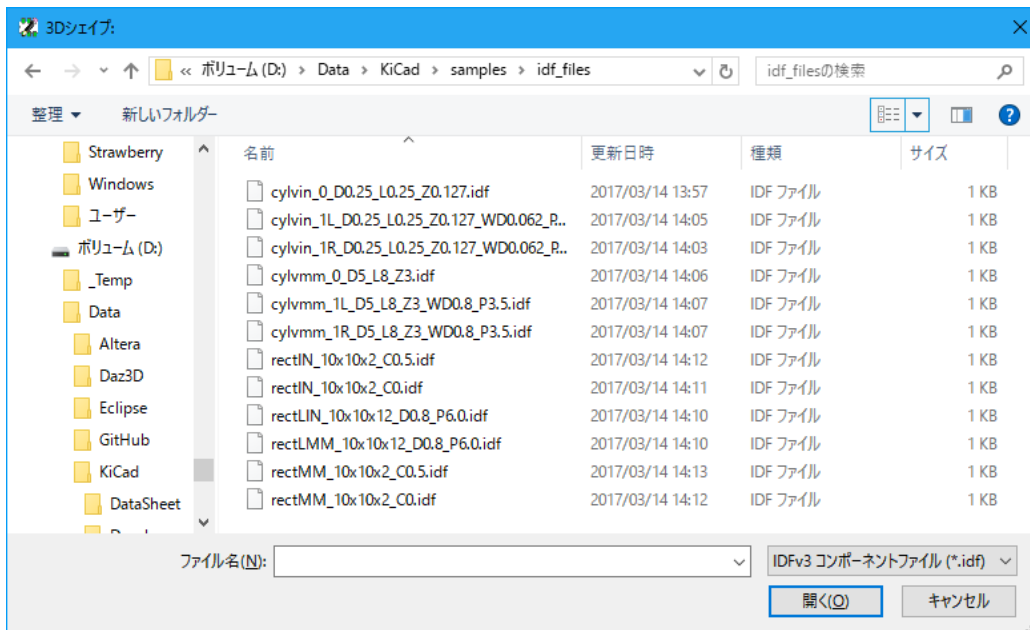 3Dシェイプ:
« ボリューム (D:) › Data › KiCad › samples › idf_files
idf_filesの検索
整理 新しいフォルダー
Strawberry
Windows
ユーザー
ボリューム (D:)
_Temp
Data
Altera
Daz3D
Eclipse
GitHub
KiCad
DataSheet
名前 更新日時 種類 サイズ
cylvin_0_D0.25_L0.25_Z0.127.idf 2017/03/14 13:57 IDF ファイル 1 KB
cylvin_1L_D0.25_L0.25_Z0.127_WD0.062_P... 2017/03/14 14:05 IDF ファイル 1 KB
cylvin_1R_D0.25_L0.25_Z0.127_WD0.062_P... 2017/03/14 14:03 IDF ファイル 1 KB
cylvmm_0_D5_L8_Z3.idf 2017/03/14 14:06 IDF ファイル 1 KB
cylvmm_1L_D5_L8_Z3_WD0.8_P3.5.idf 2017/03/14 14:07 IDF ファイル 1 KB
cylvmm_1R_D5_L8_Z3_WD0.8_P3.5.idf 2017/03/14 14:07 IDF ファイル 1 KB
rectIN_10x10x2_C0.5.idf 2017/03/14 14:12 IDF ファイル 1 KB
rectIN_10x10x2_C0.idf 2017/03/14 14:11 IDF ファイル 1 KB
rectLIN_10x10x12_D0.8_P6.0.idf 2017/03/14 14:10 IDF ファイル 1 KB
rectLMM_10x10x12_D0.8_P6.0.idf 2017/03/14 14:10 IDF ファイル 1 KB
rectMM_10x10x2_C0.5.idf 2017/03/14 14:13 IDF ファイル 1 KB
rectMM_10x10x2_C0.idf 2017/03/14 14:12 IDF ファイル 1 KB
ファイル名(N):
IDFv3 コンポーネントファイル (*.idf)
開く(O) キャンセル